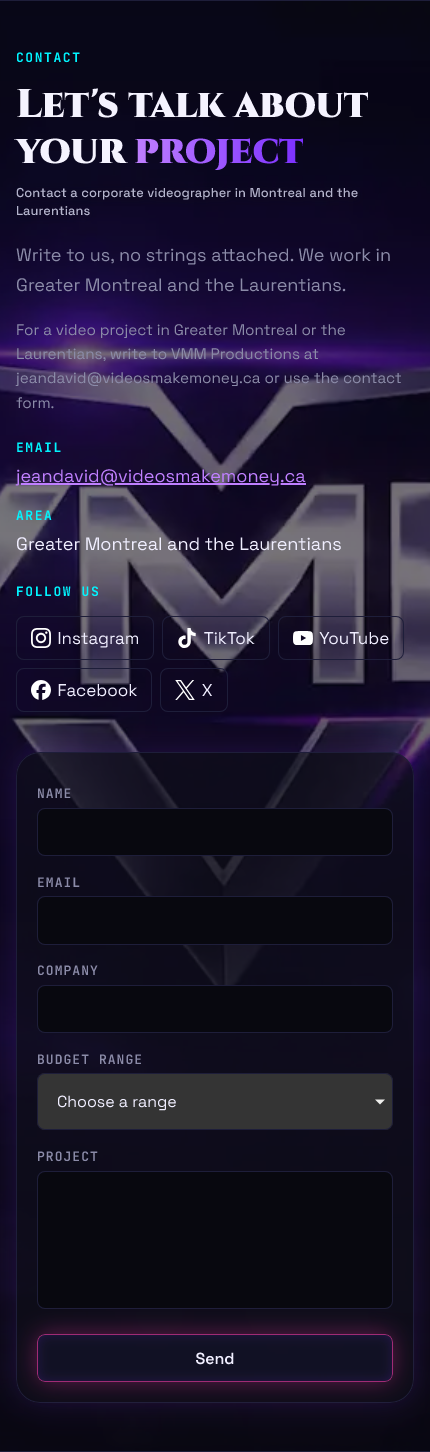 CONTACT
LET'S TALK ABOUT
YOUR PROJECT
Contact a corporate videographer in Montreal and the
Laurentians
Write to us, no strings attached. We work in
Greater Montreal and the Laurentians.
For a video project in Greater Montreal or the
Laurentians, write to VMM Productions at
jeandavid@videosmakemoney.ca or use the contact
form.
EMAIL
jeandavid@videosmakemoney.ca
AREA
Greater Montreal and the Laurentians
FOLLOW US
Instagram
TikTok
YouTube
Facebook
X
NAME
EMAIL
COMPANY
BUDGET RANGE
Choose a range
PROJECT
Send